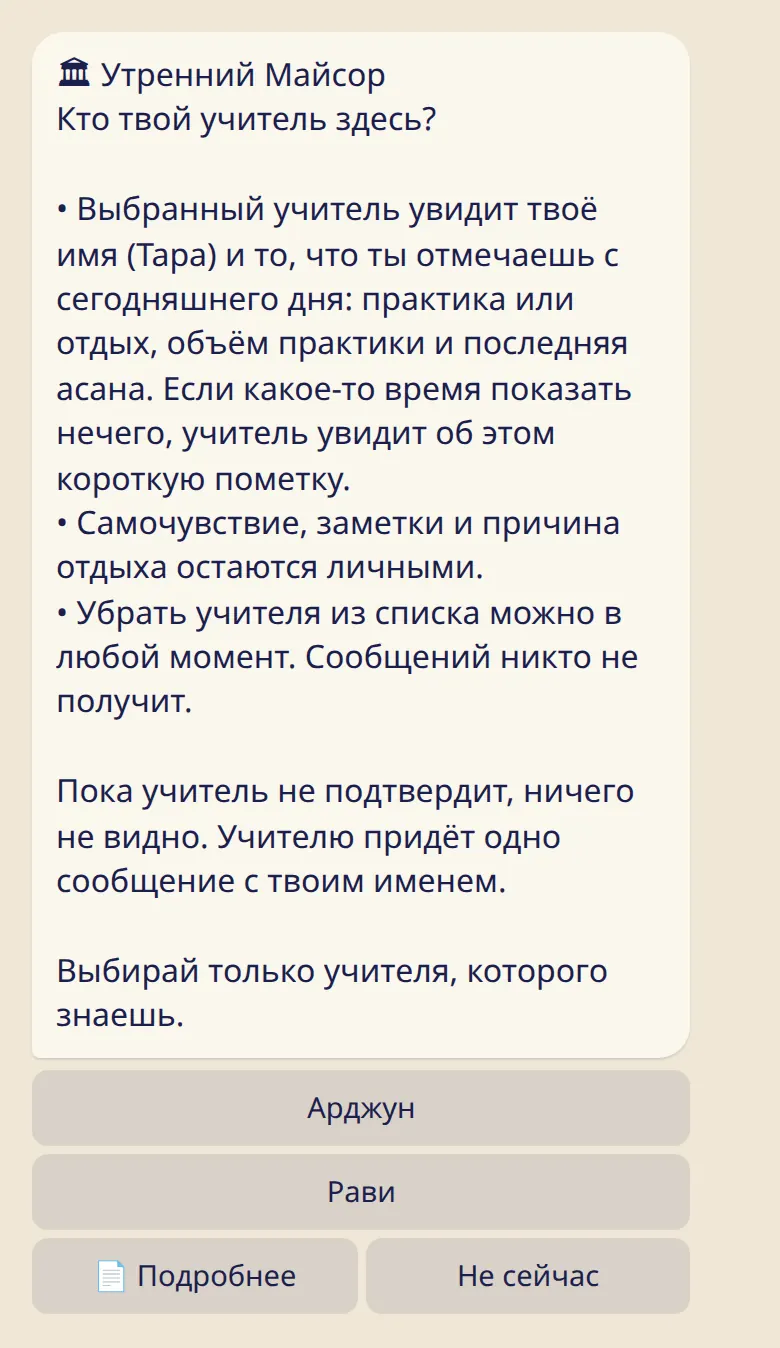 🏛 Утренний Майсор
Кто твой учитель здесь?
• Выбранный учитель увидит твоё
имя (Тара) и то, что ты отмечаешь с
сегодняшнего дня: практика или
отдых, объём практики и последняя
асана. Если какое-то время показать
нечего, учитель увидит об этом
короткую пометку.
• Самочувствие, заметки и причина
отдыха остаются личными.
• Убрать учителя из списка можно в
любой момент. Сообщений никто не
получит.
Пока учитель не подтвердит, ничего
не видно. Учителю придёт одно
сообщение с твоим именем.
Выбирай только учителя, которого
знаешь.
Арджун
Рави
📄 Подробнее
Не сейчас